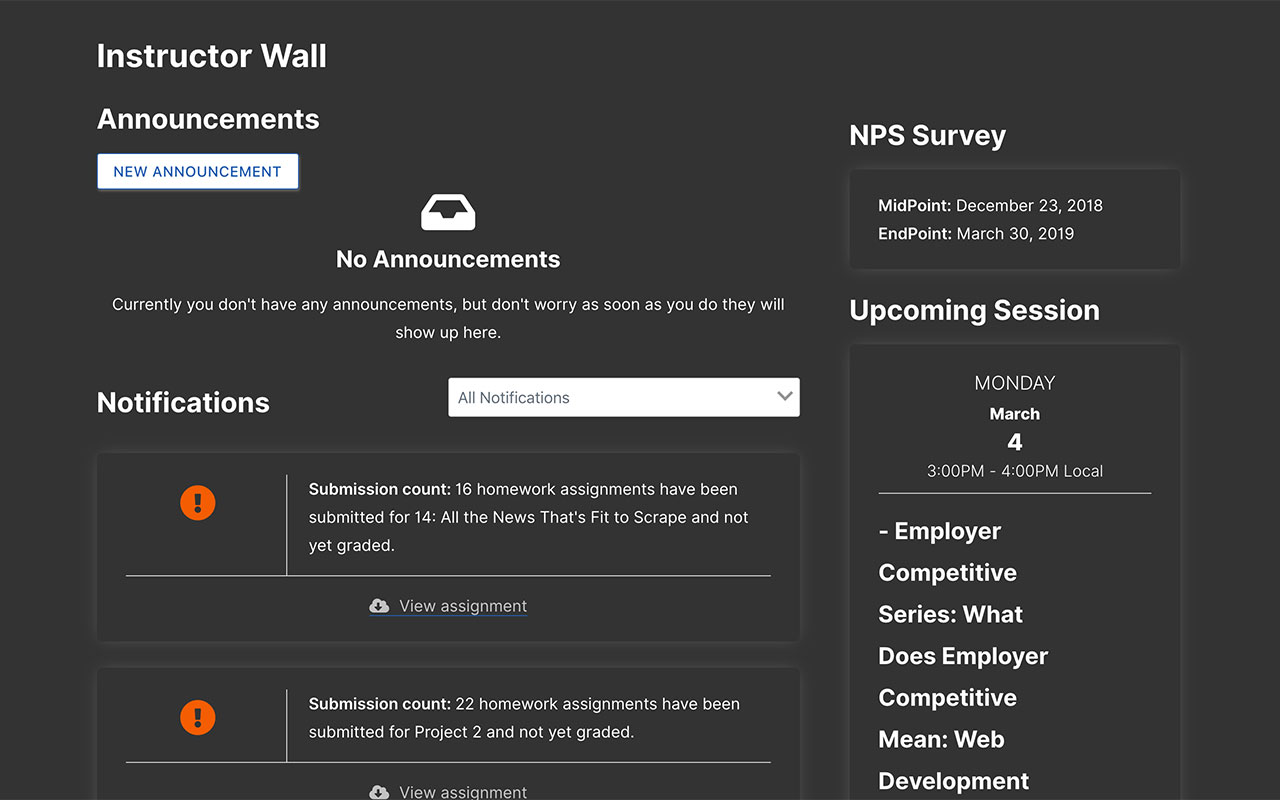 Instructor Wall
Announcements
NEW ANNOUNCEMENT
No Announcements
Currently you don't have any announcements, but don't worry as soon as you do they will
show up here.
Notifications
All Notifications
Submission count: 16 homework assignments have been
submitted for 14: All the News That's Fit to Scrape and not
yet graded.
View assignment
Submission count: 22 homework assignments have been
submitted for Project 2 and not yet graded.
View assignment
NPS Survey
MidPoint: December 23, 2018
EndPoint: March 30, 2019
Upcoming Session
MONDAY
March
4
3:00PM - 4:00PM Local
- Employer
Competitive
Series: What
Does Employer
Competitive
Mean: Web
Development